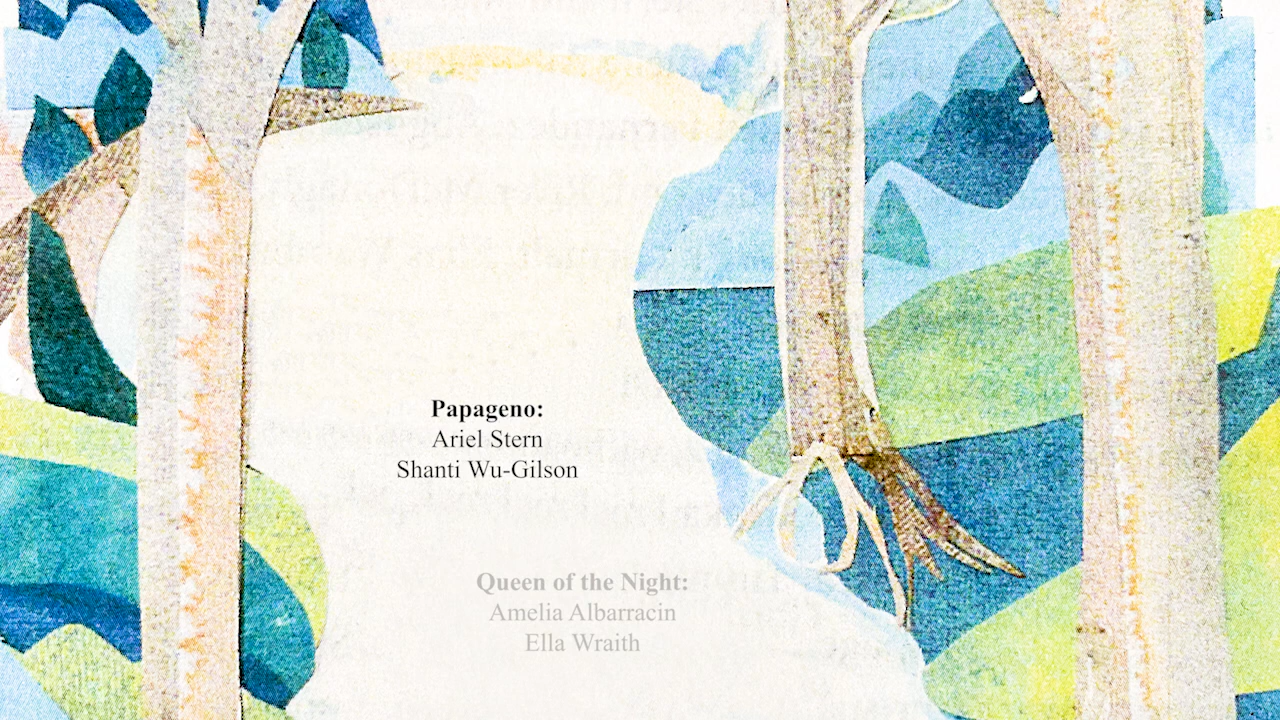 Papageno:
Ariel Stern
Shanti Wu-Gilson
Queen of the Night:
Amelia Albarracin
Ella Wraith